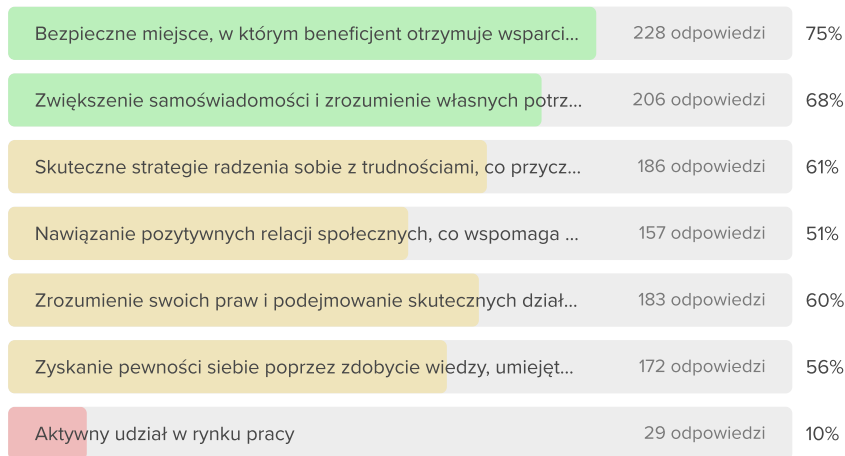 Bezpieczne miejsce, w którym beneficjent otrzymuje wsparci... 228 odpowiedzi 75%
Zwiększenie samoświadomości i zrozumienie własnych potrz... 206 odpowiedzi 68%
Skuteczne strategie radzenia sobie z trudnościami, co przycz... 186 odpowiedzi 61%
Nawiązanie pozytywnych relacji społecznych, co wspomaga ... 157 odpowiedzi 51%
Zrozumienie swoich praw i podejmowanie skutecznych dział... 183 odpowiedzi 60%
Zyskanie pewności siebie poprzez zdobycie wiedzy, umiejęt... 172 odpowiedzi 56%
Aktywny udział w rynku pracy 29 odpowiedzi 10%